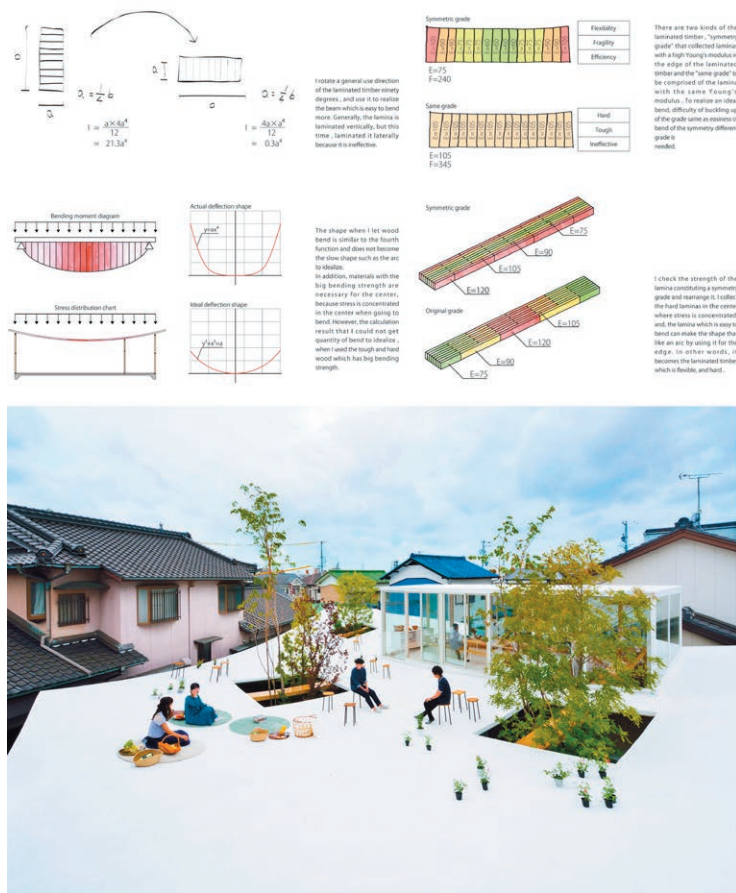 a = ¼ b
a = ¼ b
I = a×4a⁴
12
= 21.3a⁴
I = 4a×a⁴
12
= 0.3a⁴
I rotate a general use direction
of the laminated timber ninety
degrees , and use it to realize
the beam which is easy to bend
more. Generally, the lamina is
laminated vertically, but this
time , laminated it laterally
because it is ineffective.
Symmetric grade
E=75
F=240
Flexibility
Fragility
Efficiency
Same grade
E=105
F=345
Hard
Tough
Ineffective
There are two kinds of the
laminated timber , "symmetry
grade" that collected lamina
with a high Young's modulus in
the edge of the laminated
timber and the "same grade" to
be comprised of the lamina
with the same Young's
modulus . To realize an ideal
bend, difficulty of buckling up
of the grade same as easiness of
bend of the symmetry different
grade is
needed.
Bending moment diagram
Stress distribution chart
Actual deflection shape
y=ax⁴
Ideal deflection shape
y²+x²=a
The shape when I let wood
bend is similar to the fourth
function and does not become
the slow shape such as the arc
to idealize.
In addition, materials with the
big bending strength are
necessary for the center,
because stress is concentrated
in the center when going to
bend. However, the calculation
result that I could not get
quantity of bend to idealize ,
when I used the tough and hard
wood which has big bending
strength.
Symmetric grade
E=75
E=90
E=105
E=120
Original grade
E=105
E=120
E=90
E=75
I check the strength of the
lamina constituting a symmetry
grade and rearrange it. I collect
the hard laminas in the center
where stress is concentrated
and, the lamina which is easy to
bend can make the shape that
like an arc by using it for the
edge. In other words, it
becomes the laminated timber
which is flexible, and hard .